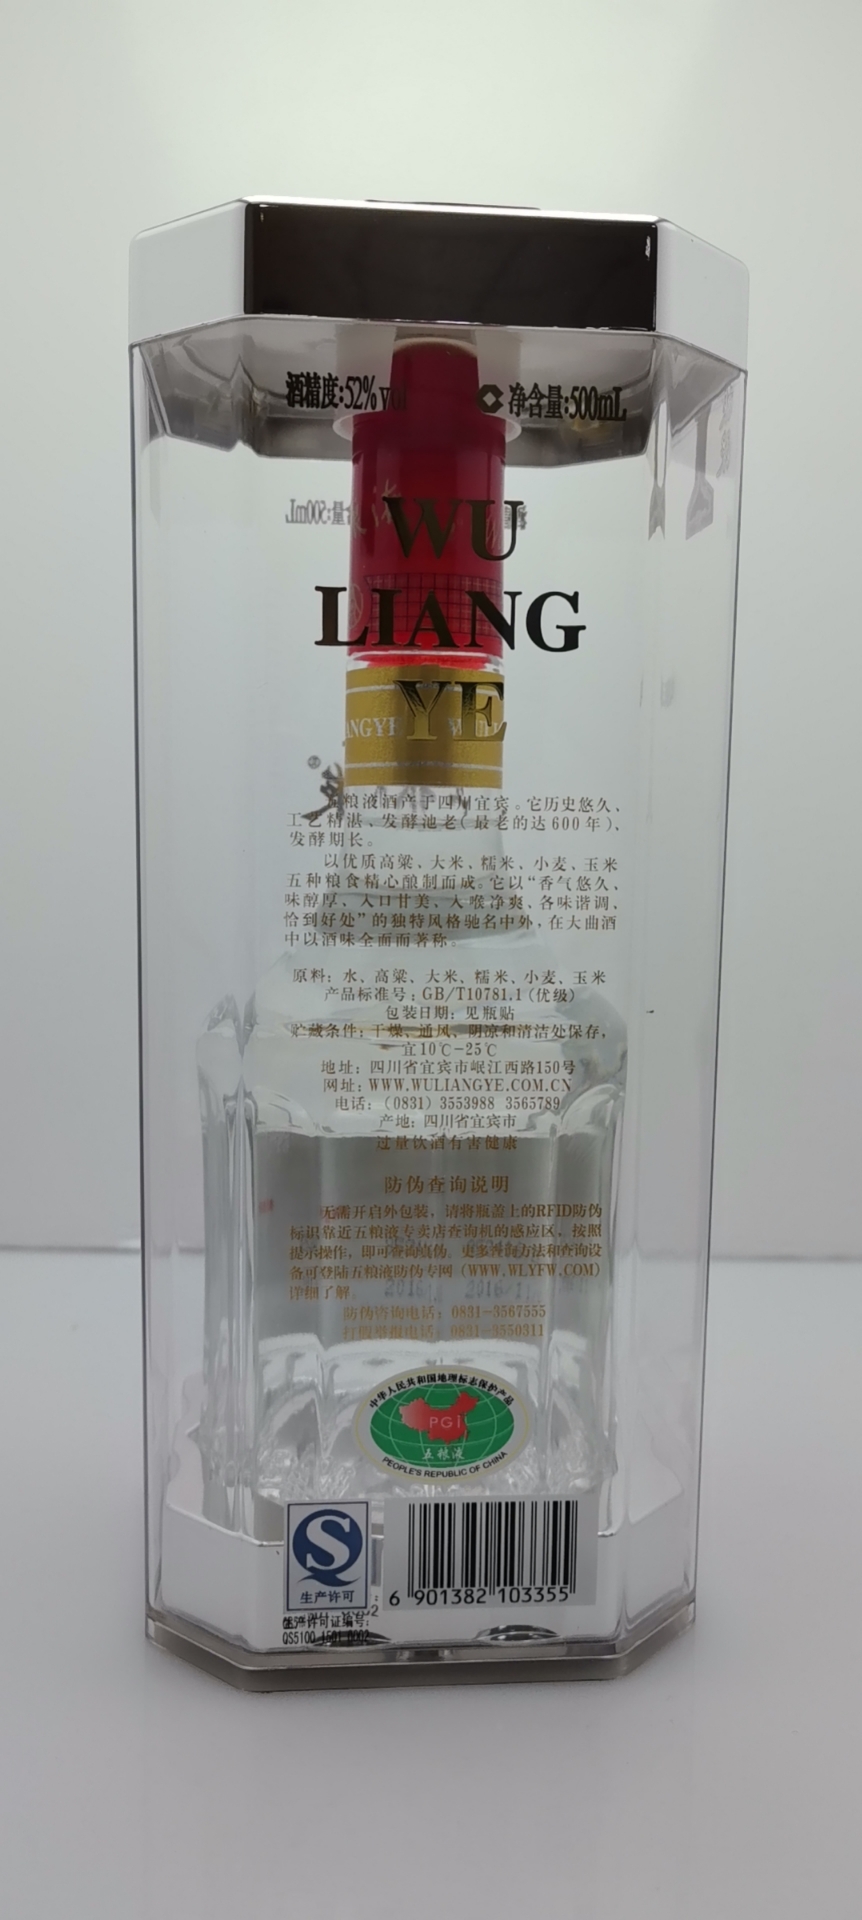 酒精度:52%vol
净含量:500mL
WU
LIANG
YE
粮液酒产于四川宜宾。它历史悠久、
工艺精湛、发酵池老(最老的达600年)、
发酵期长。
以优质高粱、大米、糯米、小麦、玉米
五种粮食精心酿制而成。它以“香气悠久、
味醇厚、入口甘美、入喉净爽、各味谐调、
恰到好处”的独特风格驰名中外,在大曲酒
中以酒味全面而著称。
原料:水、高粱、大米、糯米、小麦、玉米
产品标准号:GB/T10781.1(优级)
包装日期:见瓶贴
贮藏条件:干燥、通风、阴凉和清洁处保存,
宜10℃-25℃
地址:四川省宜宾市岷江西路150号
网址:WWW.WULIANGYE.COM.CN
电话:(0831)3553988 3565789
产地:四川省宜宾市
过量饮酒有害健康
防伪查询说明
无需开启外包装,请将瓶盖上的RFID防伪
标识靠近五粮液专卖店查询机的感应区,按照
提示操作,即可查询真伪。更多查询方法和查询设
备可登陆五粮液防伪专网(WWW.WLYFW.COM)
详细了解。
防伪咨询电话:0831-3567555
打假举报电话:0831-3550311
中华人民共和国地理标志保护产品
PGI
五粮液
PEOPLE'S REPUBLIC OF CHINA
S
生产许可
6 901382 103355
生产许可证编号:
QS5100 1501 0002